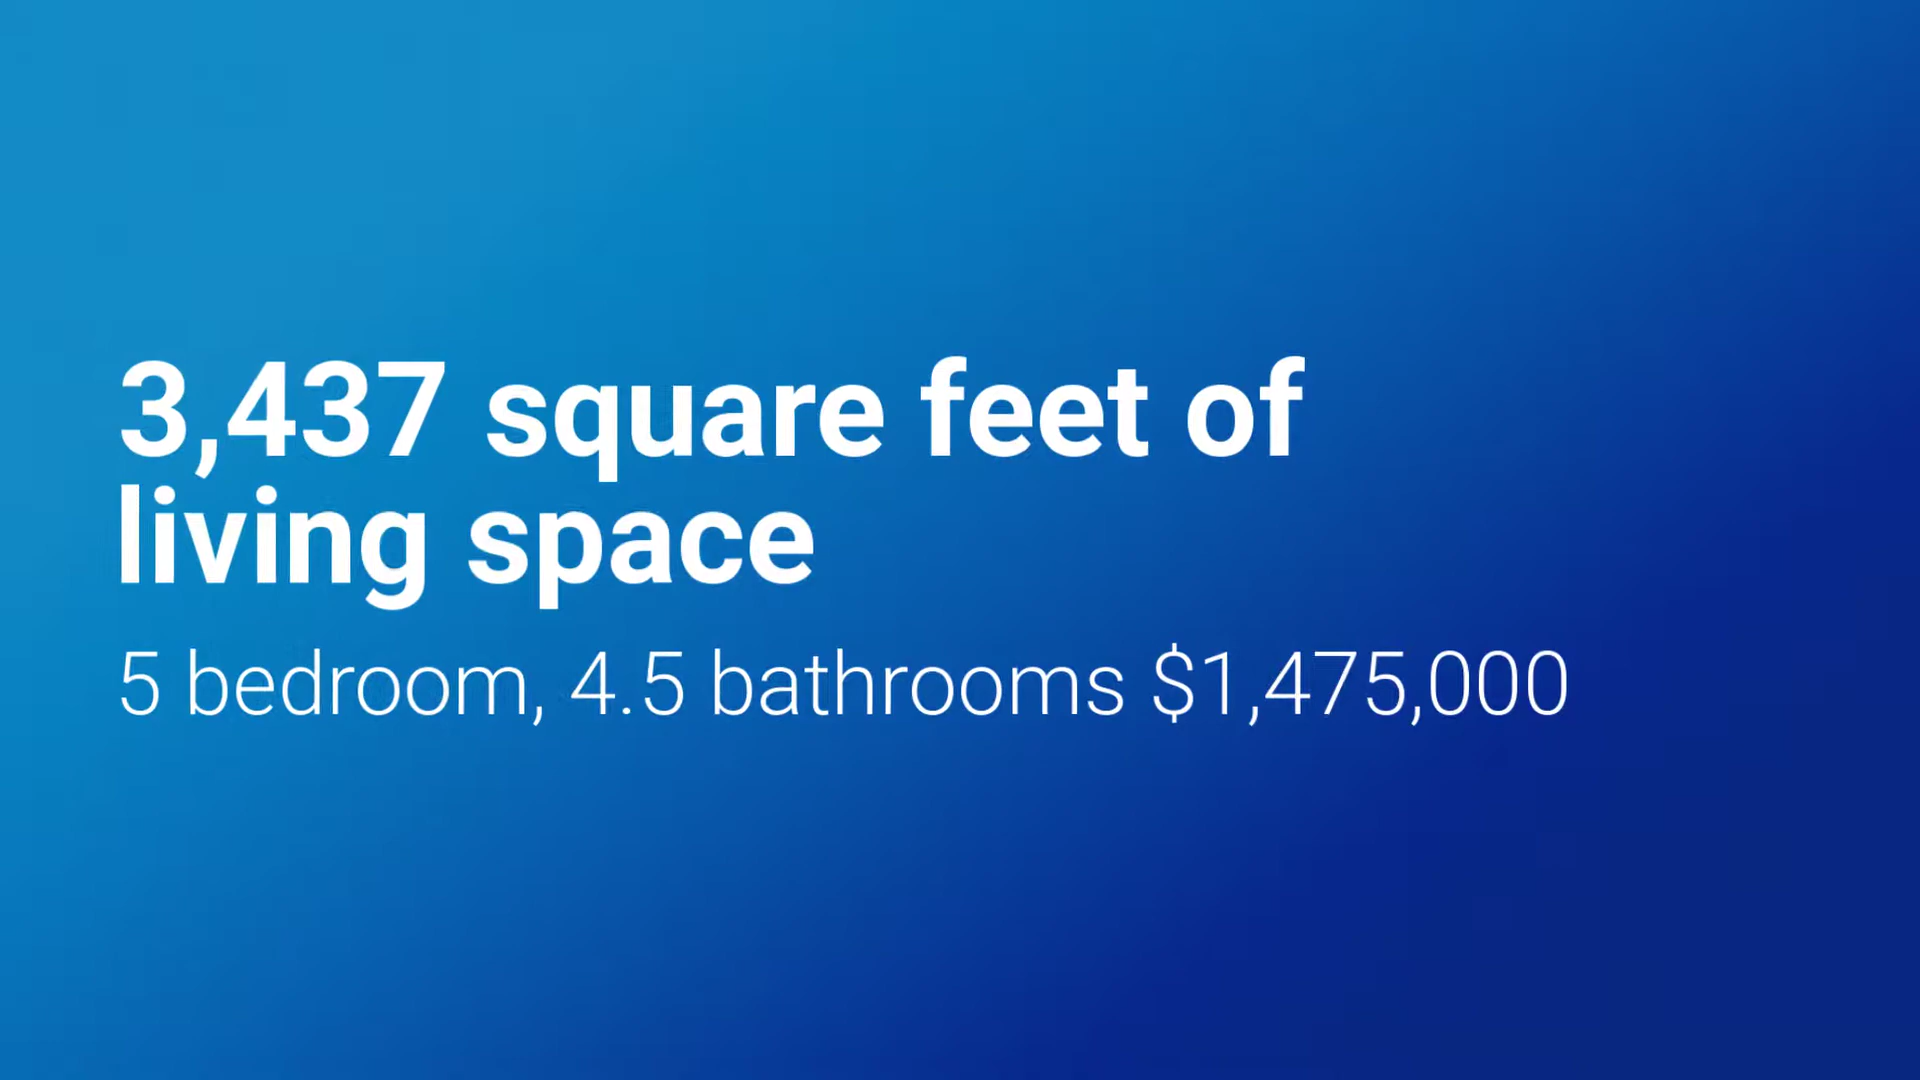 3,437 square feet of
living space
5 bedroom, 4.5 bathrooms $1,475,000